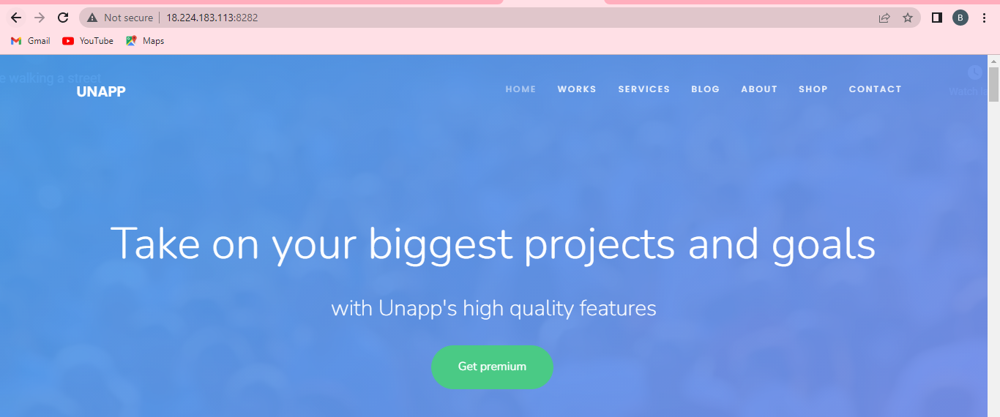 Not secure 18.224.183.113:8282
B
Gmail YouTube Maps
e walking a street
UNAPP HOME WORKS SERVICES BLOG ABOUT SHOP CONTACT
Watch
Take on your biggest projects and goals
with Unapp's high quality features
Get premium